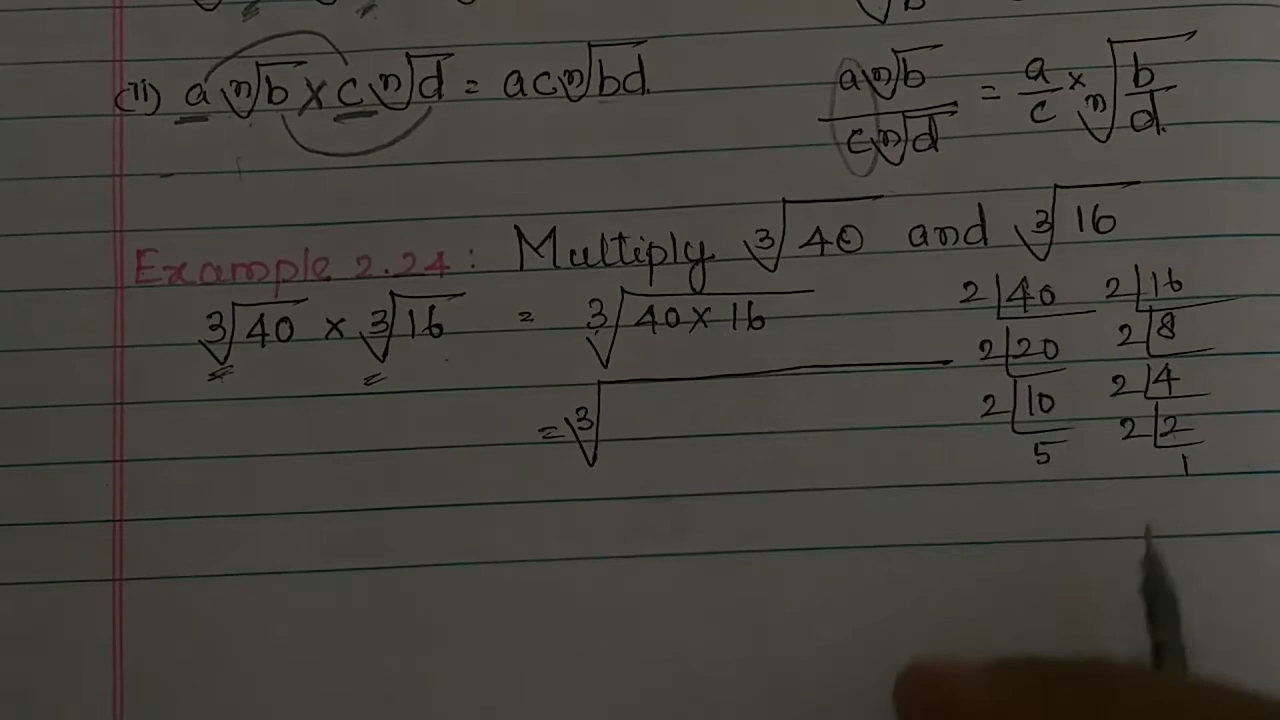 (ii) a ⁿ√b × c ⁿ√d = ac ⁿ√bd.
a ⁿ√b / c ⁿ√d = a/c × ⁿ√b/d.
Example 2.24: Multiply ³√40 and ³√16
³√40 × ³√16 = ³√40 × 16
= ³√
2 | 40
2 | 20
2 | 10
5
2 | 16
2 | 8
2 | 4
2 | 2
1